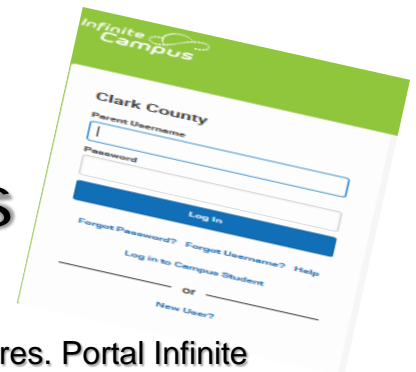 Infinite
Campus
Clark County
Parent Username
Password
Log In
Forgot Password? Forgot Username? Help
Log in to Campus Student
or
New User?
s
res. Portal Infinite